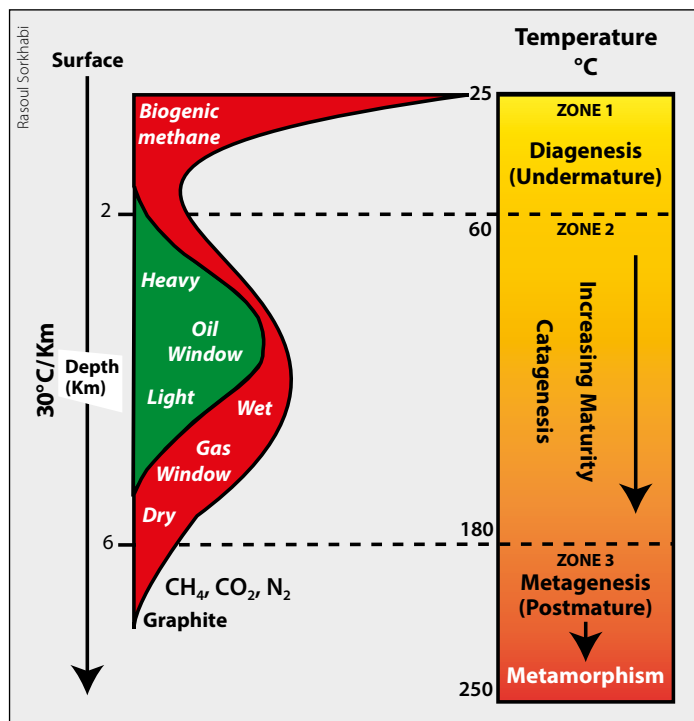 Rasoul Sorkhabi
Surface
Temperature
°C
Biogenic
methane
2
Heavy
Oil
Window
Light
Wet
Gas
Window
Dry
6
30°C/Km
Depth
(Km)
CH₄, CO₂, N₂
Graphite
25
60
180
250
ZONE 1
Diagenesis
(Undermature)
ZONE 2
Increasing Maturity
Catagenesis
ZONE 3
Metagenesis
(Postmature)
Metamorphism